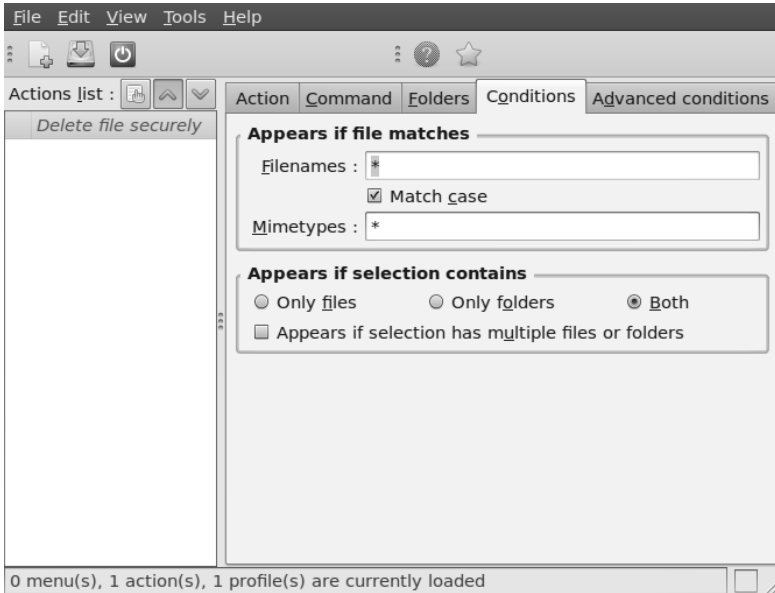 File Edit View Tools Help
Actions list :
Delete file securely
Action Command Folders Conditions Advanced conditions
Appears if file matches
Filenames : *
Match case
Mimetypes : *
Appears if selection contains
Only files Only folders Both
Appears if selection has multiple files or folders
0 menu(s), 1 action(s), 1 profile(s) are currently loaded